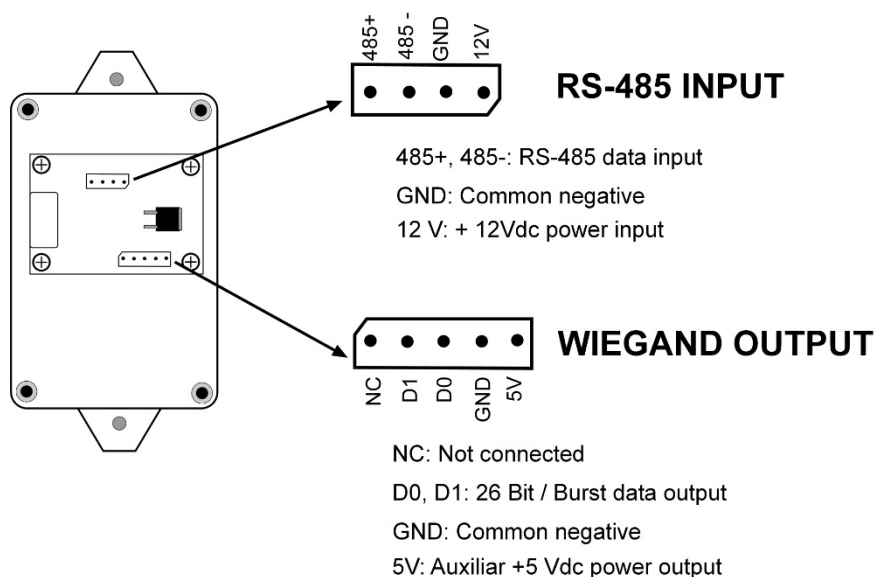 485+
485 -
GND
12V
RS-485 INPUT
485+, 485-: RS-485 data input
GND: Common negative
12 V: + 12Vdc power input
WIEGAND OUTPUT
NC
D1
D0
GND
5V
NC: Not connected
D0, D1: 26 Bit / Burst data output
GND: Common negative
5V: Auxiliar +5 Vdc power output